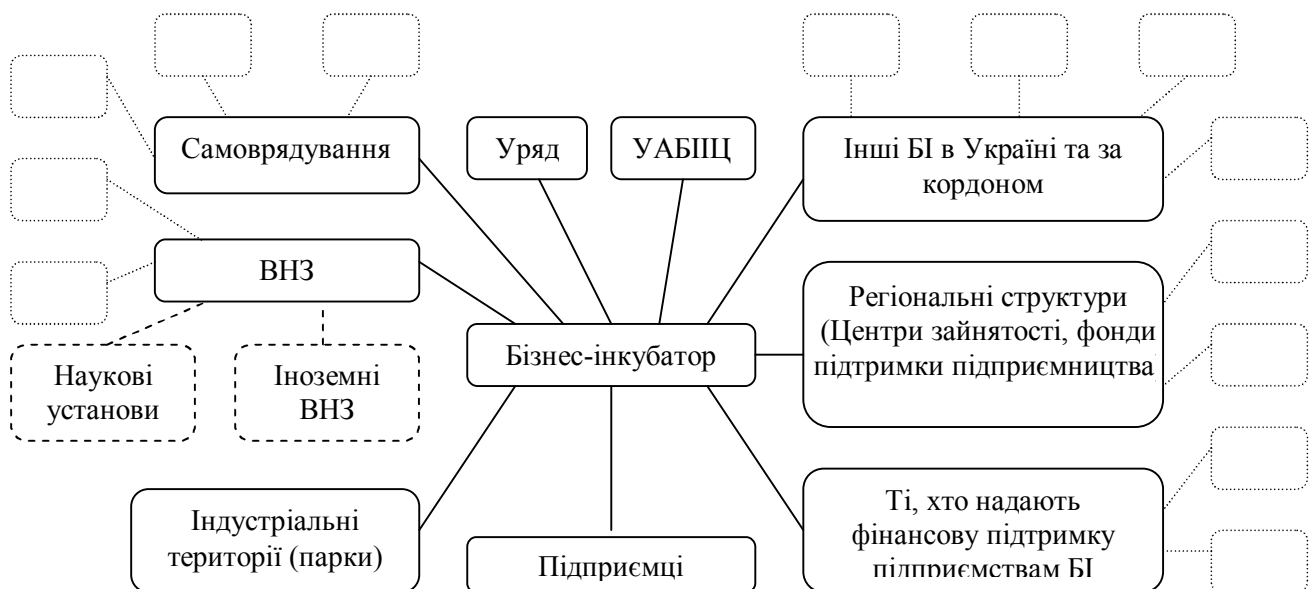 Самоврядування
Уряд
УАБІІЦ
Інші БІ в Україні та за
кордоном
ВНЗ
Регіональні структури
(Центри зайнятості, фонди
підтримки підприємництва
Бізнес-інкубатор
Наукові
установи
Іноземні
ВНЗ
Індустріальні
території (парки)
Підприємці
Ті, хто надають
фінансову підтримку
підприємствам БІ